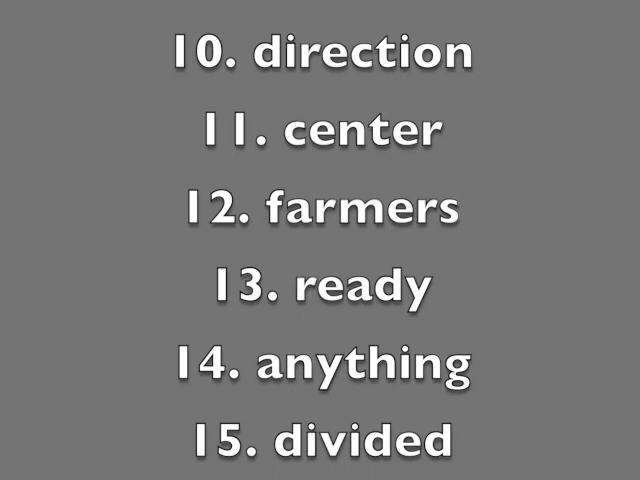 10. direction
11. center
12. farmers
13. ready
14. anything
15. divided